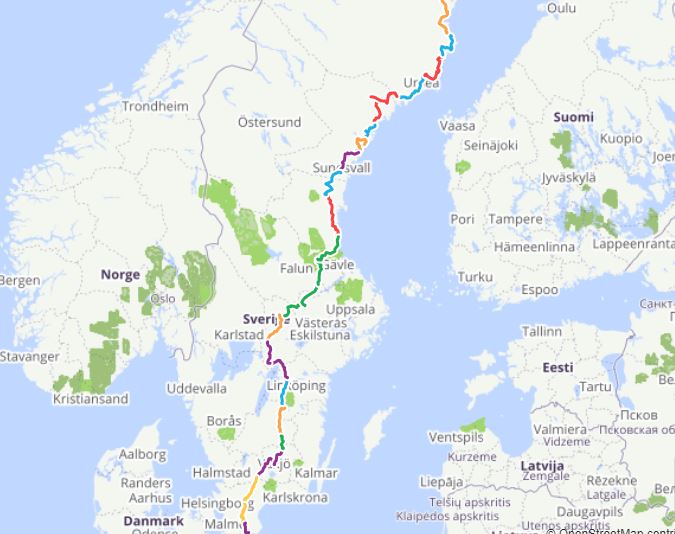 Oulu
Umeå
Trondheim
Östersund
Vaasa
Suomi
Seinäjoki
Kuopio
Sundsvall
Jyväskylä
Pori
Tampere
Lappeenranta
Hämeenlinna
Bergen
Norge
Falun
Gävle
Turku
Espoo
Oslo
Uppsala
Санкт-
Sverige
Karlstad
Västerås
Eskilstuna
Tallinn
Stavanger
Eesti
Uddevalla
Linköping
Tartu
Kristiansand
Borås
Псков
Ventspils
Valmiera
Псковская об
Vidzeme
Kurzeme
Aalborg
Halmstad
Växjö
Kalmar
Latvija
Zemgale
Randers
Aarhus
Helsingborg
Karlskrona
Liepāja
Rēzekne
Latgale
Telšių apskritis
Klaipėdos apskritis
Daugavpils
Utenos apskritis
Danmark
Odense
Malmö
© OpenStreetMap contri